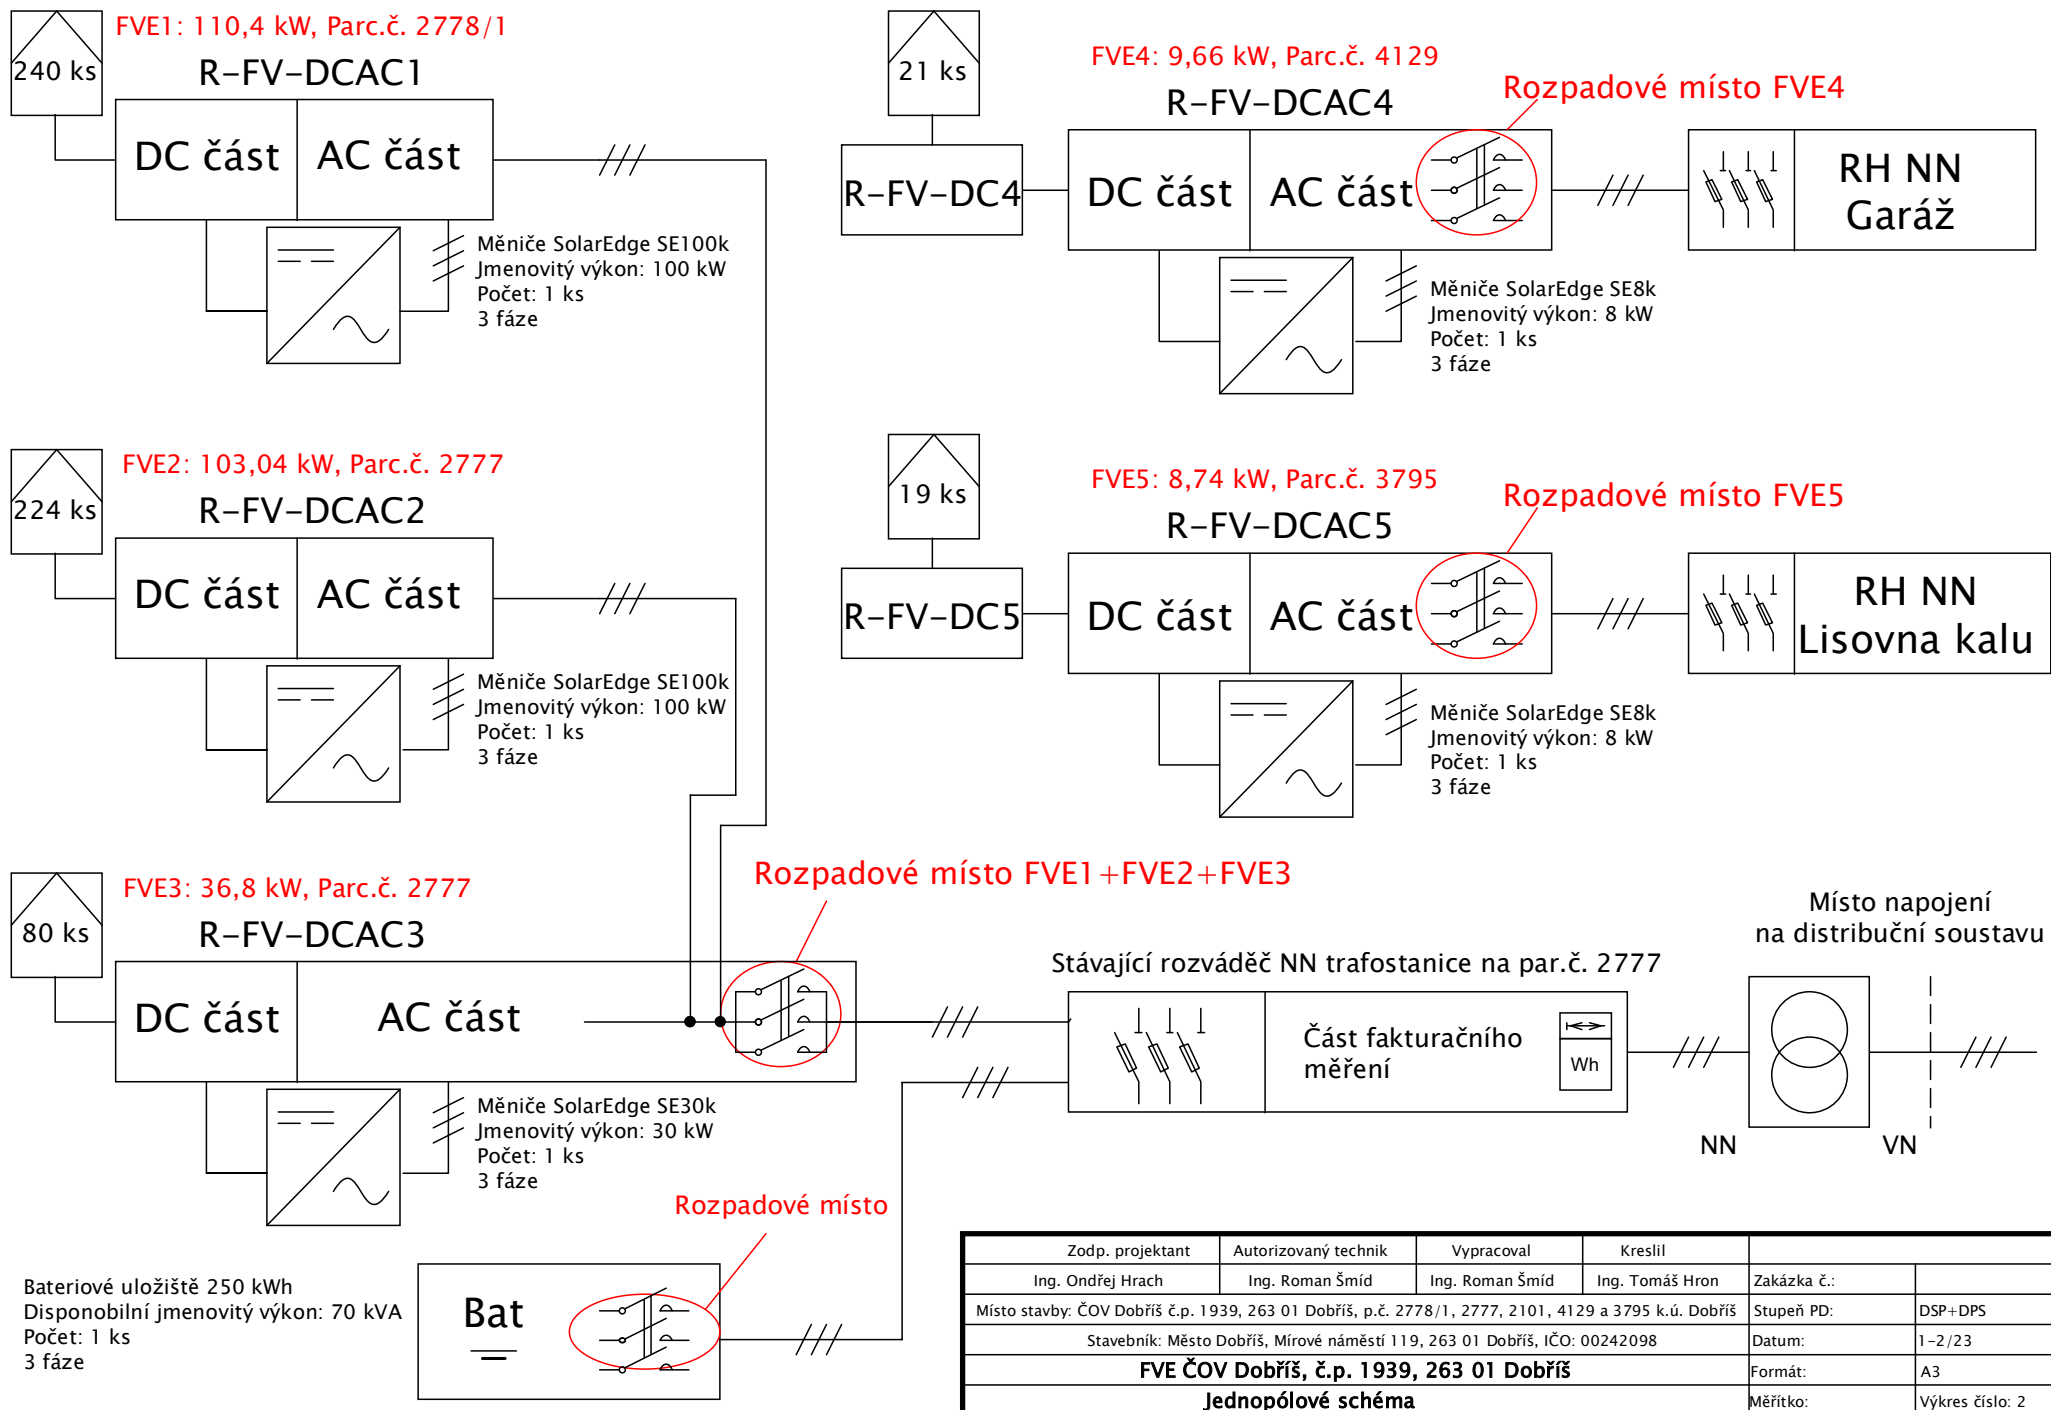 FVE1: 110,4 kW, Parc.č. 2778/1
240 ks
R-FV-DCAC1
DC část
AC část
Měniče SolarEdge SE100k
Jmenovitý výkon: 100 kW
Počet: 1 ks
3 fáze
FVE4: 9,66 kW, Parc.č. 4129
21 ks
R-FV-DCAC4
Rozpadové místo FVE4
R-FV-DC4
DC část
AC část
RH NN
Garáž
Měniče SolarEdge SE8k
Jmenovitý výkon: 8 kW
Počet: 1 ks
3 fáze
FVE2: 103,04 kW, Parc.č. 2777
224 ks
R-FV-DCAC2
DC část
AC část
Měniče SolarEdge SE100k
Jmenovitý výkon: 100 kW
Počet: 1 ks
3 fáze
FVE5: 8,74 kW, Parc.č. 3795
19 ks
R-FV-DCAC5
Rozpadové místo FVE5
R-FV-DC5
DC část
AC část
RH NN
Lisovna kalu
Měniče SolarEdge SE8k
Jmenovitý výkon: 8 kW
Počet: 1 ks
3 fáze
FVE3: 36,8 kW, Parc.č. 2777
80 ks
R-FV-DCAC3
Rozpadové místo FVE1+FVE2+FVE3
DC část
AC část
Měniče SolarEdge SE30k
Jmenovitý výkon: 30 kW
Počet: 1 ks
3 fáze
Stávající rozváděč NN trafostanice na par.č. 2777
Část fakturačního
měření
Wh
Místo napojení
na distribuční soustavu
NN
VN
Rozpadové místo
Bateriové uložiště 250 kWh
Disponobilní jmenovitý výkon: 70 kVA
Počet: 1 ks
3 fáze
Bat
Zodp. projektant Autorizovaný technik Vypracoval Kreslil
Ing. Ondřej Hrach Ing. Roman Šmíd Ing. Roman Šmíd Ing. Tomáš Hron Zakázka č.:
Místo stavby: ČOV Dobříš č.p. 1939, 263 01 Dobříš, p.č. 2778/1, 2777, 2101, 4129 a 3795 k.ú. Dobříš Stupeň PD: DSP+DPS
Stavebník: Město Dobříš, Mírové náměstí 119, 263 01 Dobříš, IČO: 00242098 Datum: 1-2/23
FVE ČOV Dobříš, č.p. 1939, 263 01 Dobříš Formát: A3
Jednopólové schéma Měřítko: Výkres číslo: 2